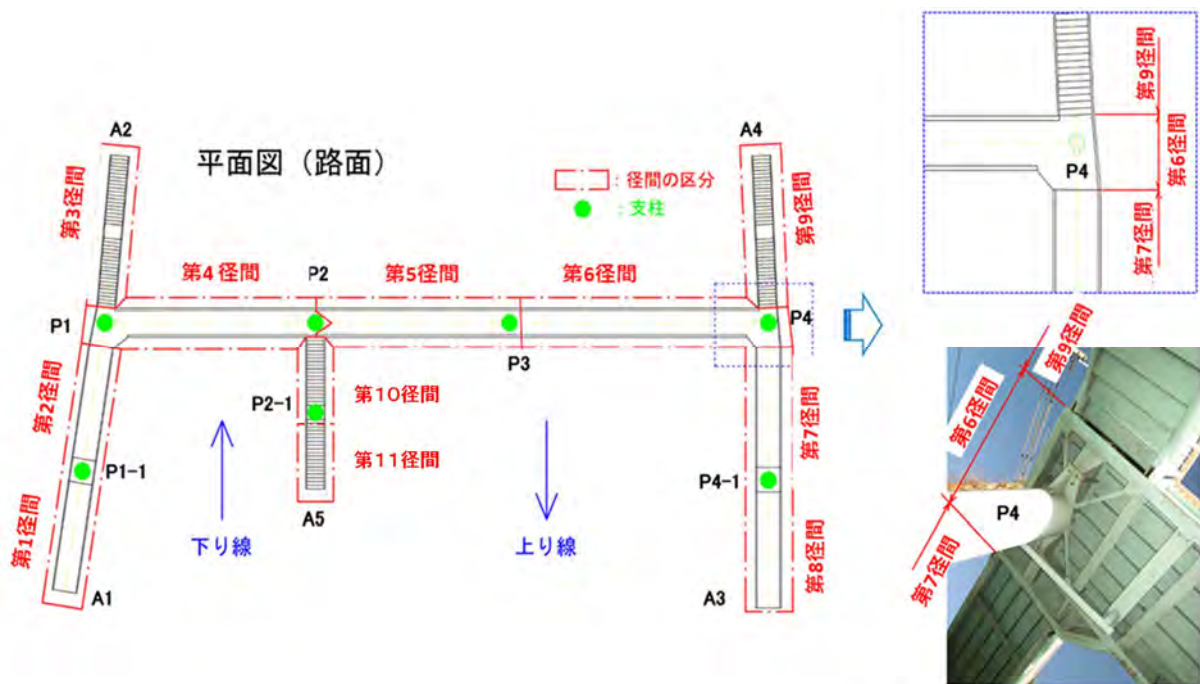 平面図（路面）
：径間の区分
：支柱
A2
A4
第3径間
第9径間
第4径間
P2
第5径間
第6径間
P1
P4
P3
第2径間
P2-1
第10径間
第7径間
P1-1
第11径間
P4-1
第1径間
A5
下り線
上り線
第8径間
A1
A3
第9径間
P4
第6径間
第7径間
第9径間
第6径間
P4
第7径間